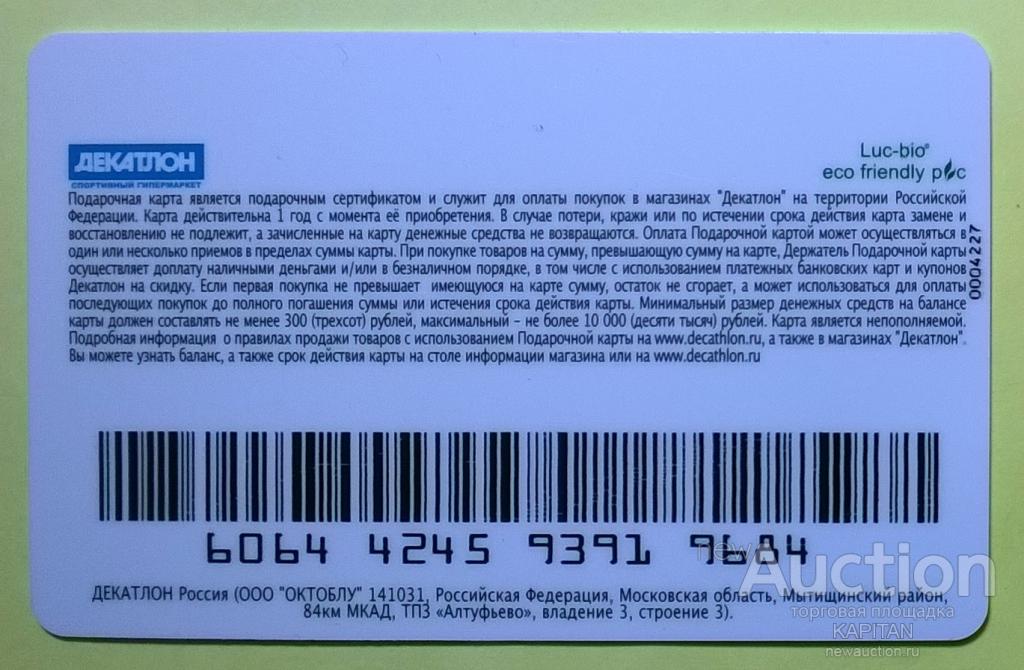 ДЕКАТЛОН
СПОРТИВНЫЙ ГИПЕРМАРКЕТ
Luc-bio®
eco friendly pvc
Подарочная карта является подарочным сертификатом и служит для оплаты покупок в магазинах "Декатлон" на территории Российской
Федерации. Карта действительна 1 год с момента её приобретения. В случае потери, кражи или по истечении срока действия карта замене и
восстановлению не подлежит, а зачисленные на карту денежные средства не возвращаются. Оплата Подарочной картой может осуществляться в
один или несколько приемов в пределах суммы карты. При покупке товаров на сумму, превышающую сумму на карте, Держатель Подарочной карты
осуществляет доплату наличными деньгами и/или в безналичном порядке, в том числе с использованием платежных банковских карт и купонов
Декатлон на скидку. Если первая покупка не превышает имеющуюся на карте сумму, остаток не сгорает, а может использоваться для оплаты
последующих покупок до полного погашения суммы или истечения срока действия карты. Минимальный размер денежных средств на балансе
карты должен составлять не менее 300 (трехсот) рублей, максимальный – не более 10 000 (десяти тысяч) рублей. Карта является непополняемой.
Подробная информация о правилах продажи товаров с использованием Подарочной карты на www.decathlon.ru, а также в магазинах "Декатлон".
Вы можете узнать баланс, а также срок действия карты на столе информации магазина или на www.decathlon.ru
0004227
6064 4245 9391 9684
ДЕКАТЛОН Россия (ООО "ОКТОБЛУ" 141031, Российская Федерация, Московская область, Мытищинский район,
84км МКАД, ТПЗ «Алтуфьево», владение 3, строение 3).
newAuction
торговая площадка
KAPITAN
newauction.ru